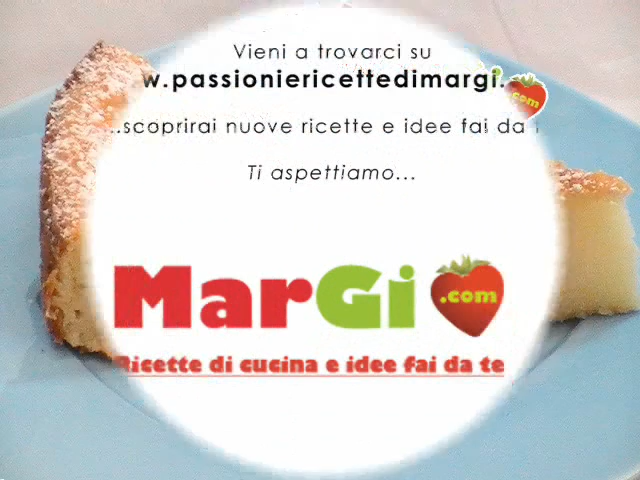 Vieni a trovarci su
w.passioniericettedimargi.com
...scoprirai nuove ricette e idee fai da
Ti aspettiamo...
MarGi .com
Ricette di cucina e idee fai da te